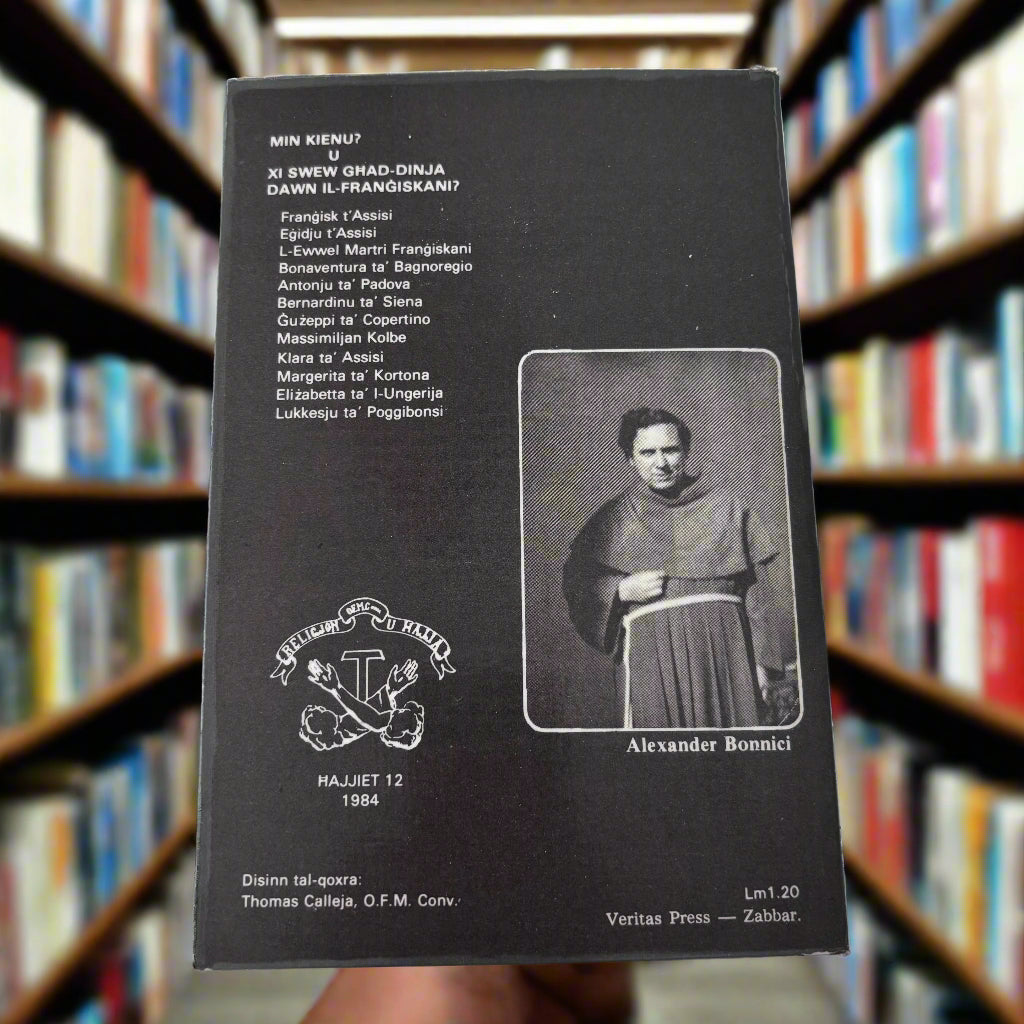 MIN KIENU?
U
XI SWEW GĦAD-DINJA
DAWN IL-FRANĠISKANI?
Franġisk t'Assisi
Eġidju t'Assisi
L-Ewwel Martri Franġiskani
Bonaventura ta' Bagnoregio
Antonju ta' Padova
Bernardinu ta' Siena
Ġużeppi ta' Copertino
Massimiljan Kolbe
Klara ta' Assisi
Margerita ta' Kortona
Eliżabetta ta' l-Ungerija
Lukkesju ta' Poggibonsi
Alexander Bonnici
RELIGJON U ĦAJJA
ĦAJJIET 12
1984
Disinn tal-qoxra:
Thomas Calleja, O.F.M. Conv.
Lm1.20
Veritas Press — Zabbar.